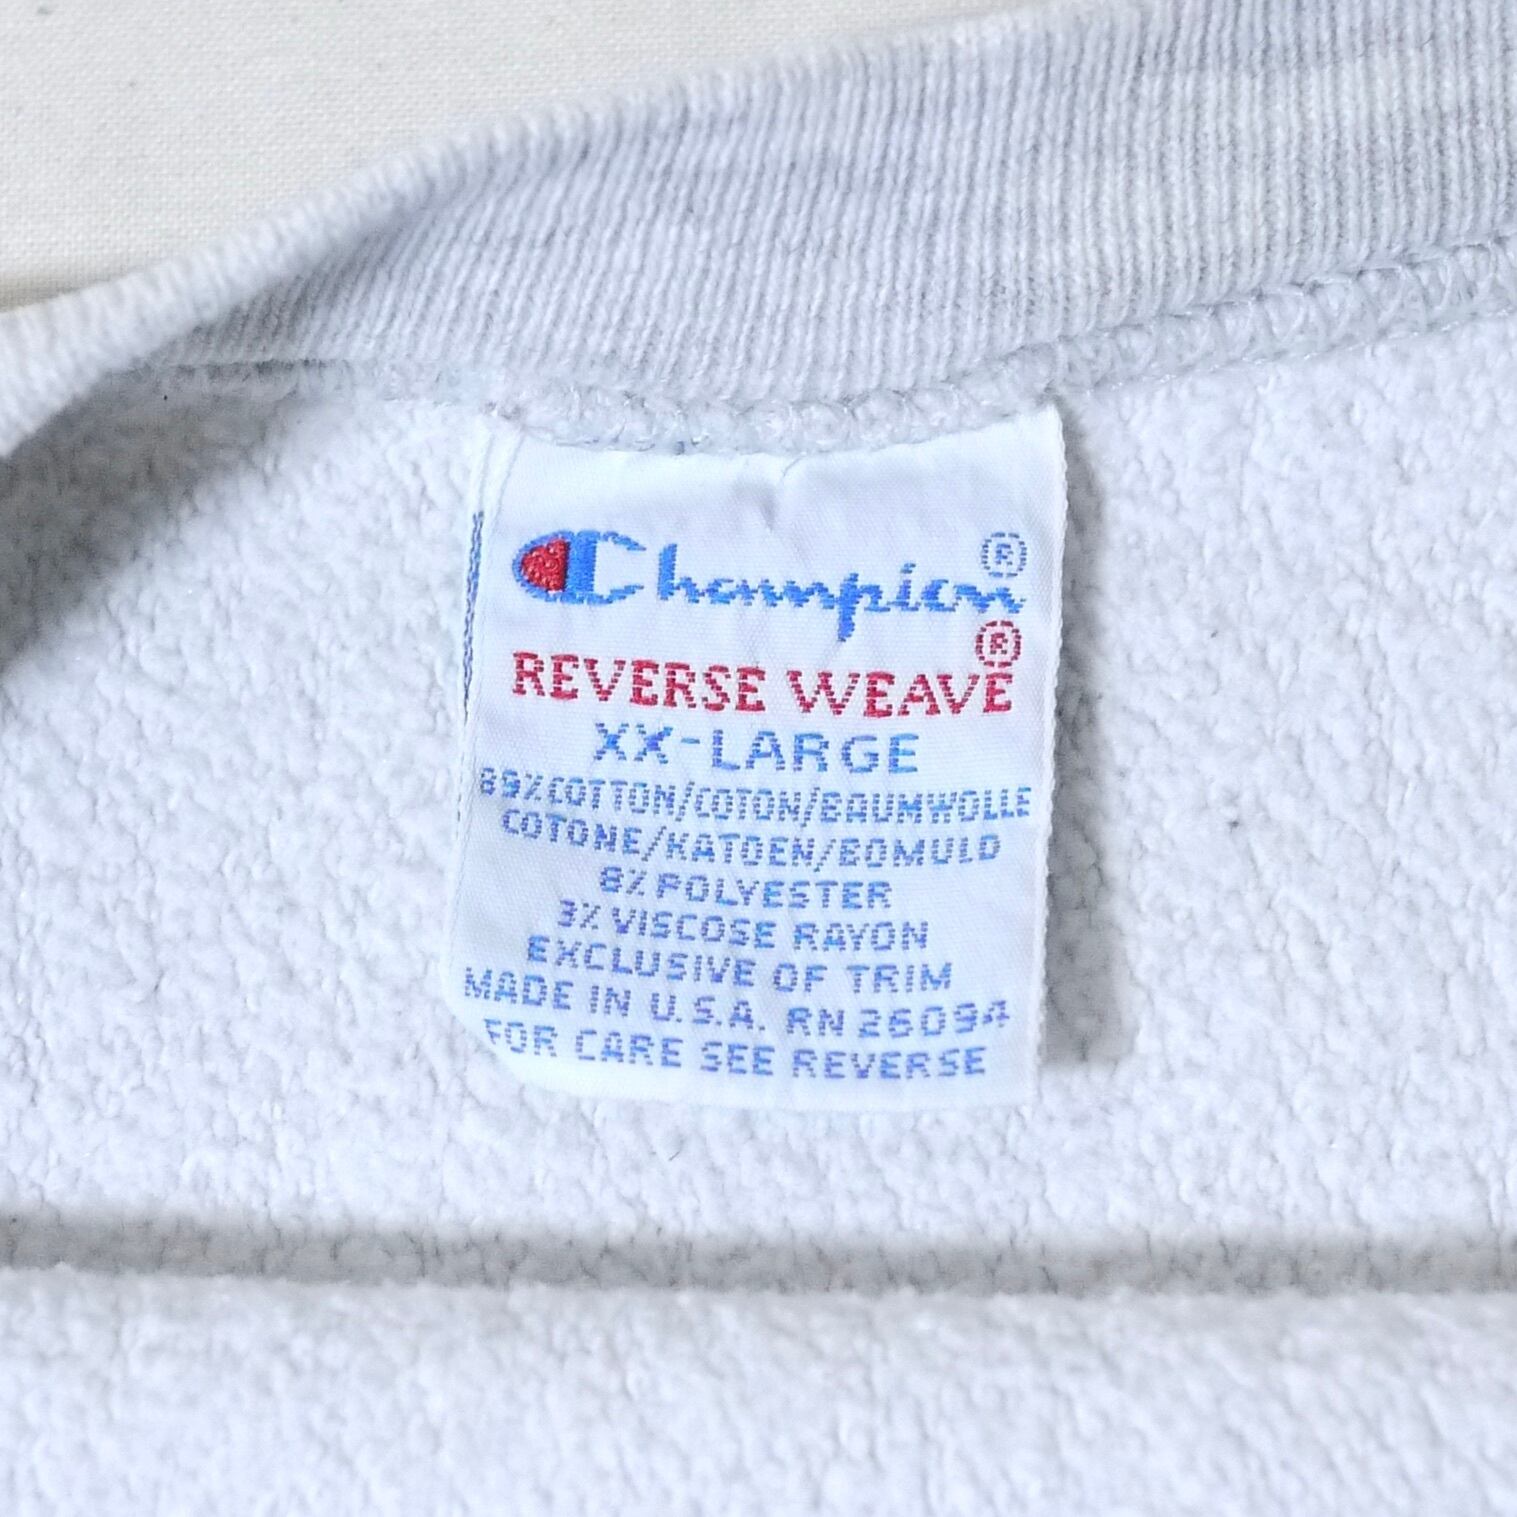 Champion®
REVERSE WEAVE®
XX-LARGE
89% COTTON/COTON/BAUMWOLLE
COTONE/KATOEN/BOMULD
8% POLYESTER
3% VISCOSE RAYON
EXCLUSIVE OF TRIM
MADE IN U.S.A. RN 26094
FOR CARE SEE REVERSE